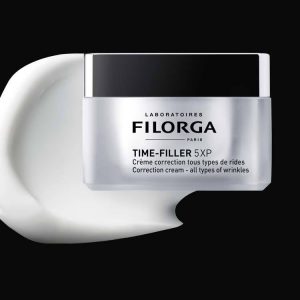 LABORATOIRES
FILORGA
PARIS
TIME-FILLER 5XP
Crème correction tous types de rides
Correction cream - all types of wrinkles